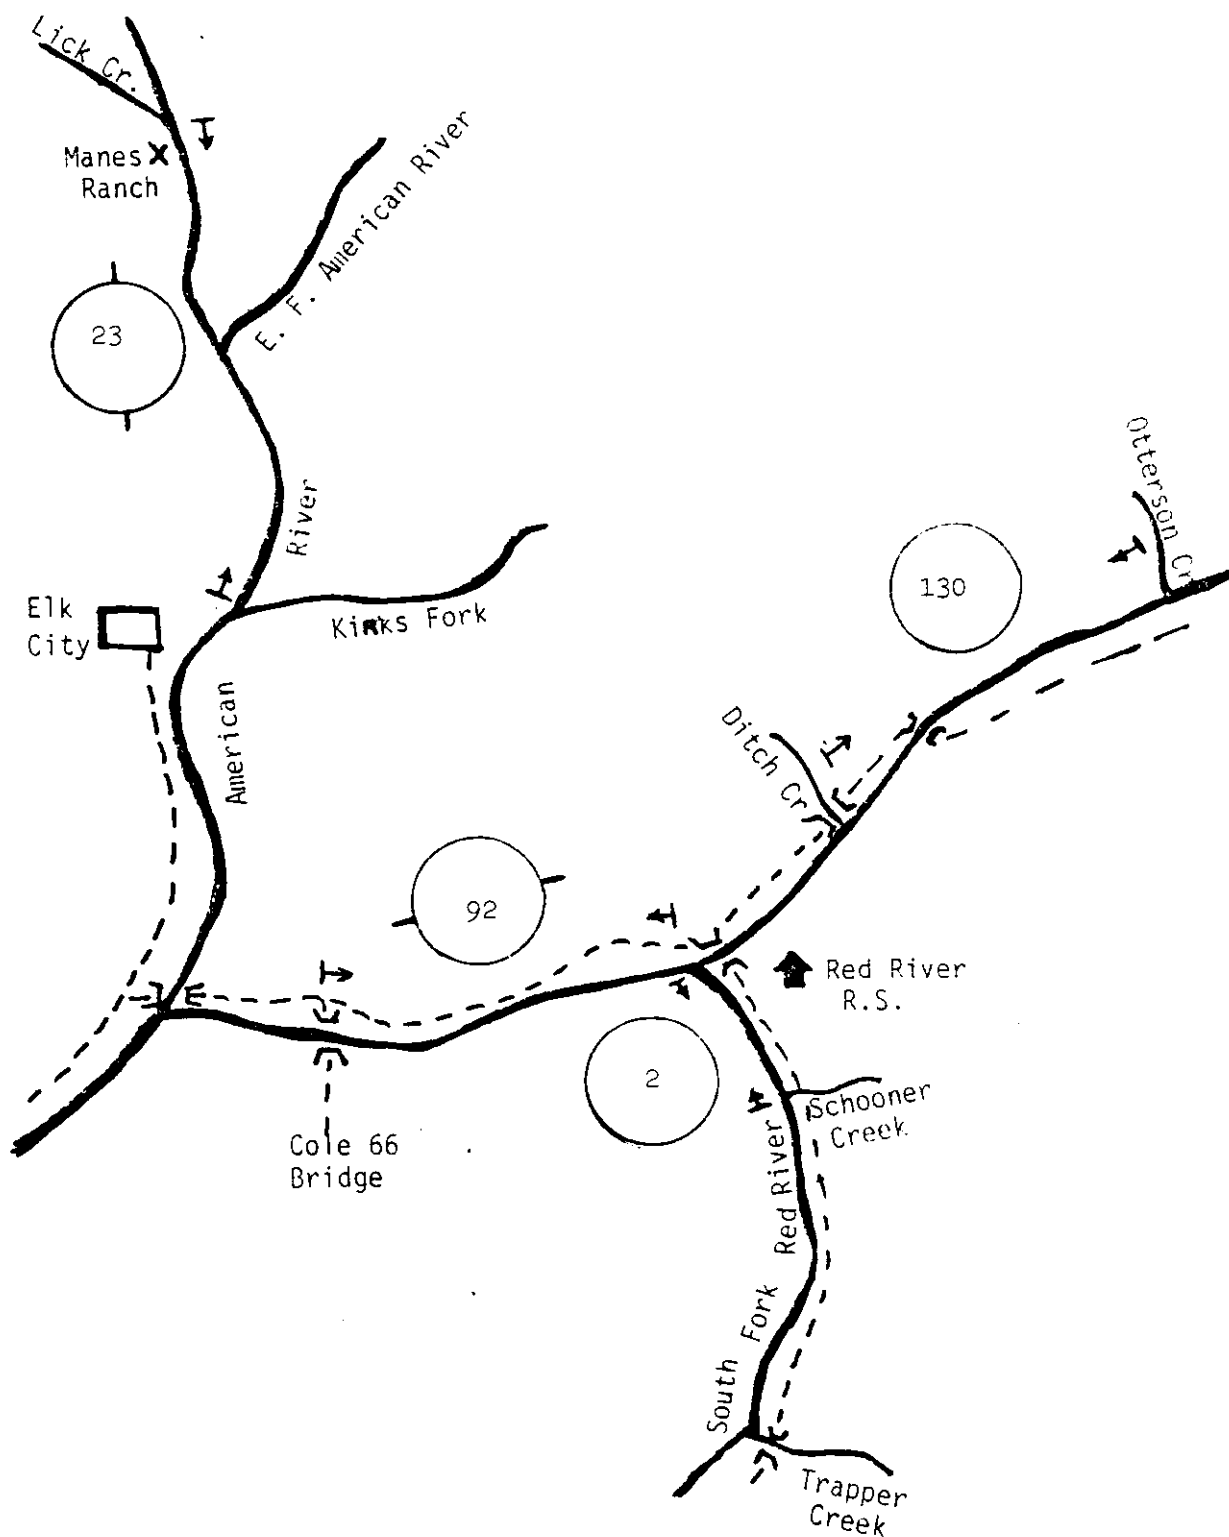 Lick Cr.
Manes X
Ranch
E. F. American River
23
River
Otterson Cr.
130
Elk
City
Kirks Fork
American
Ditch Cr.
92
Red River
R.S.
2
Schooner
Creek
Cole 66
Bridge
South Fork Red River
Trapper
Creek